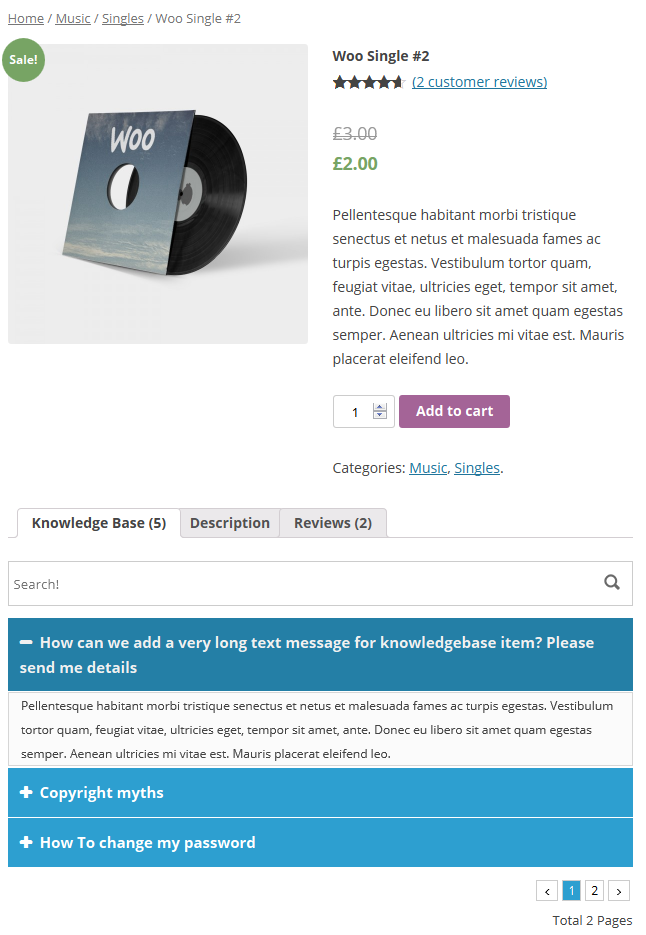 Home / Music / Singles / Woo Single #2
Sale!
WOO
Woo Single #2
(2 customer reviews)
£3.00
£2.00
Pellentesque habitant morbi tristique
senectus et netus et malesuada fames ac
turpis egestas. Vestibulum tortor quam,
feugiat vitae, ultricies eget, tempor sit amet,
ante. Donec eu libero sit amet quam egestas
semper. Aenean ultricies mi vitae est. Mauris
placerat eleifend leo.
1 Add to cart
Categories: Music, Singles.
Knowledge Base (5) Description Reviews (2)
Search!
How can we add a very long text message for knowledgebase item? Please
send me details
Pellentesque habitant morbi tristique senectus et netus et malesuada fames ac turpis egestas. Vestibulum
tortor quam, feugiat vitae, ultricies eget, tempor sit amet, ante. Donec eu libero sit amet quam egestas
semper. Aenean ultricies mi vitae est. Mauris placerat eleifend leo.
Copyright myths
How To change my password
‹ 1 2 ›
Total 2 Pages